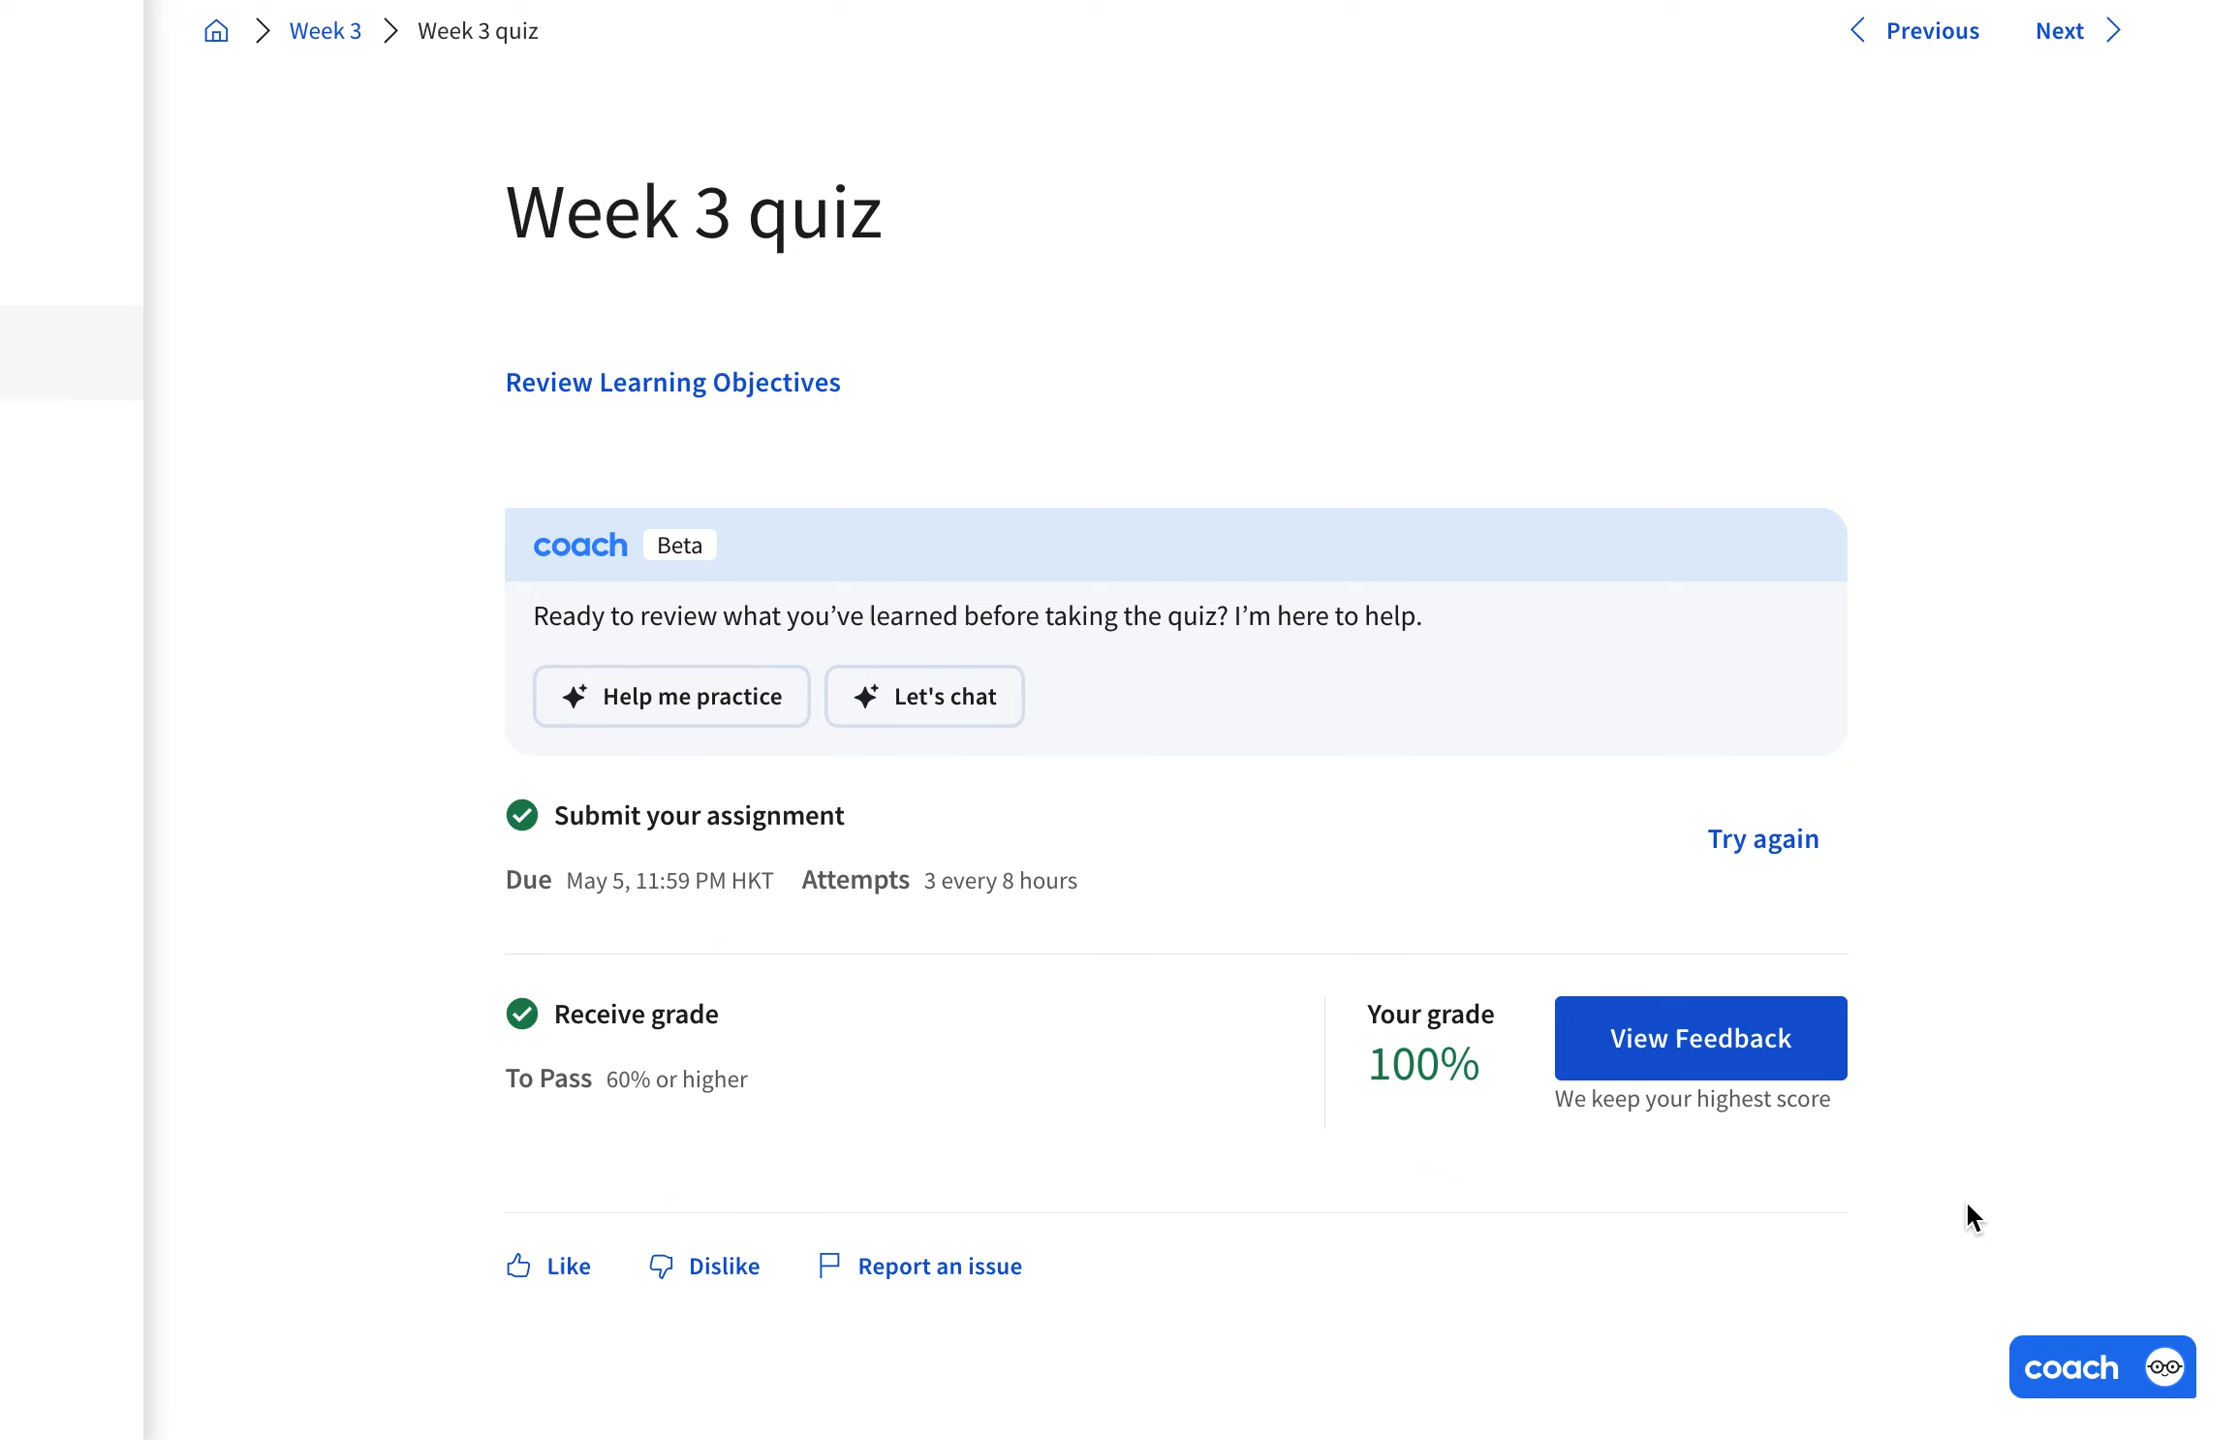 Week 3 Week 3 quiz Previous Next
Week 3 quiz
Review Learning Objectives
coach Beta
Ready to review what you’ve learned before taking the quiz? I’m here to help.
Help me practice Let's chat
Submit your assignment
Try again
Due May 5, 11:59 PM HKT Attempts 3 every 8 hours
Receive grade
To Pass 60% or higher
Your grade
100%
View Feedback
We keep your highest score
Like Dislike Report an issue
coach